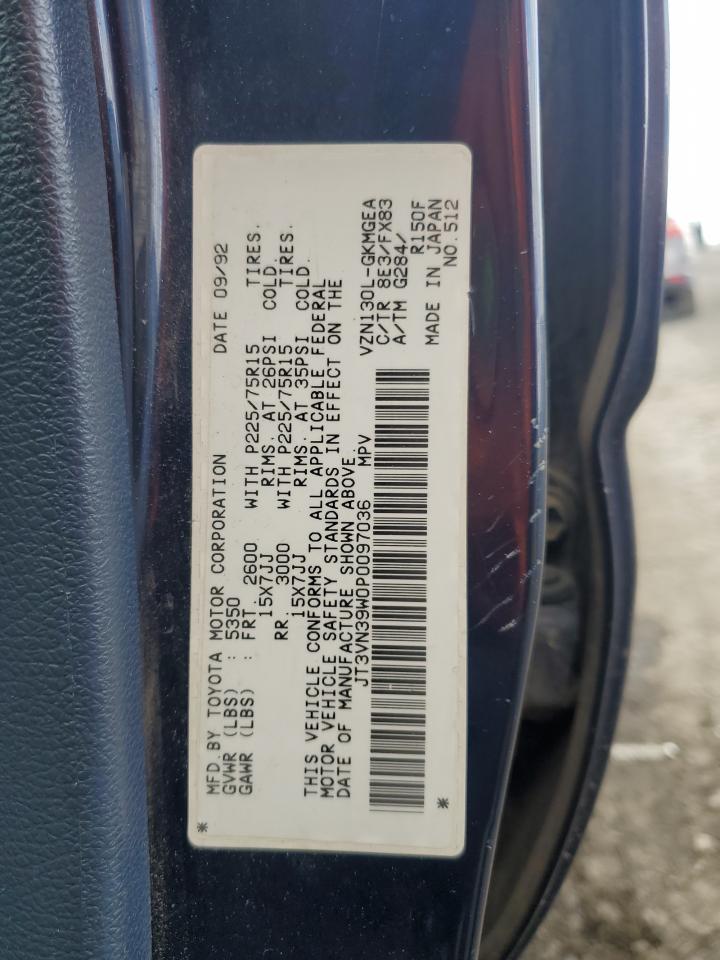 MFD.BY TOYOTA MOTOR CORPORATION DATE 09/92
GVWR (LBS) : 5350
GAWR (LBS) : FRT. 2600 WITH P225/75R15 TIRES.
15X7JJ RIMS. AT 26PSI COLD.
RR. 3000 WITH P225/75R15 TIRES.
15X7JJ RIMS. AT 35PSI COLD.
THIS VEHICLE CONFORMS TO ALL APPLICABLE FEDERAL
MOTOR VEHICLE SAFETY STANDARDS IN EFFECT ON THE
DATE OF MANUFACTURE SHOWN ABOVE.
JT3VN39W0P0097036 MPV
VZN130L-GKMGEA
C/TR 8E3/FX83
A/TM G284/
R150F
MADE IN JAPAN
NO.512